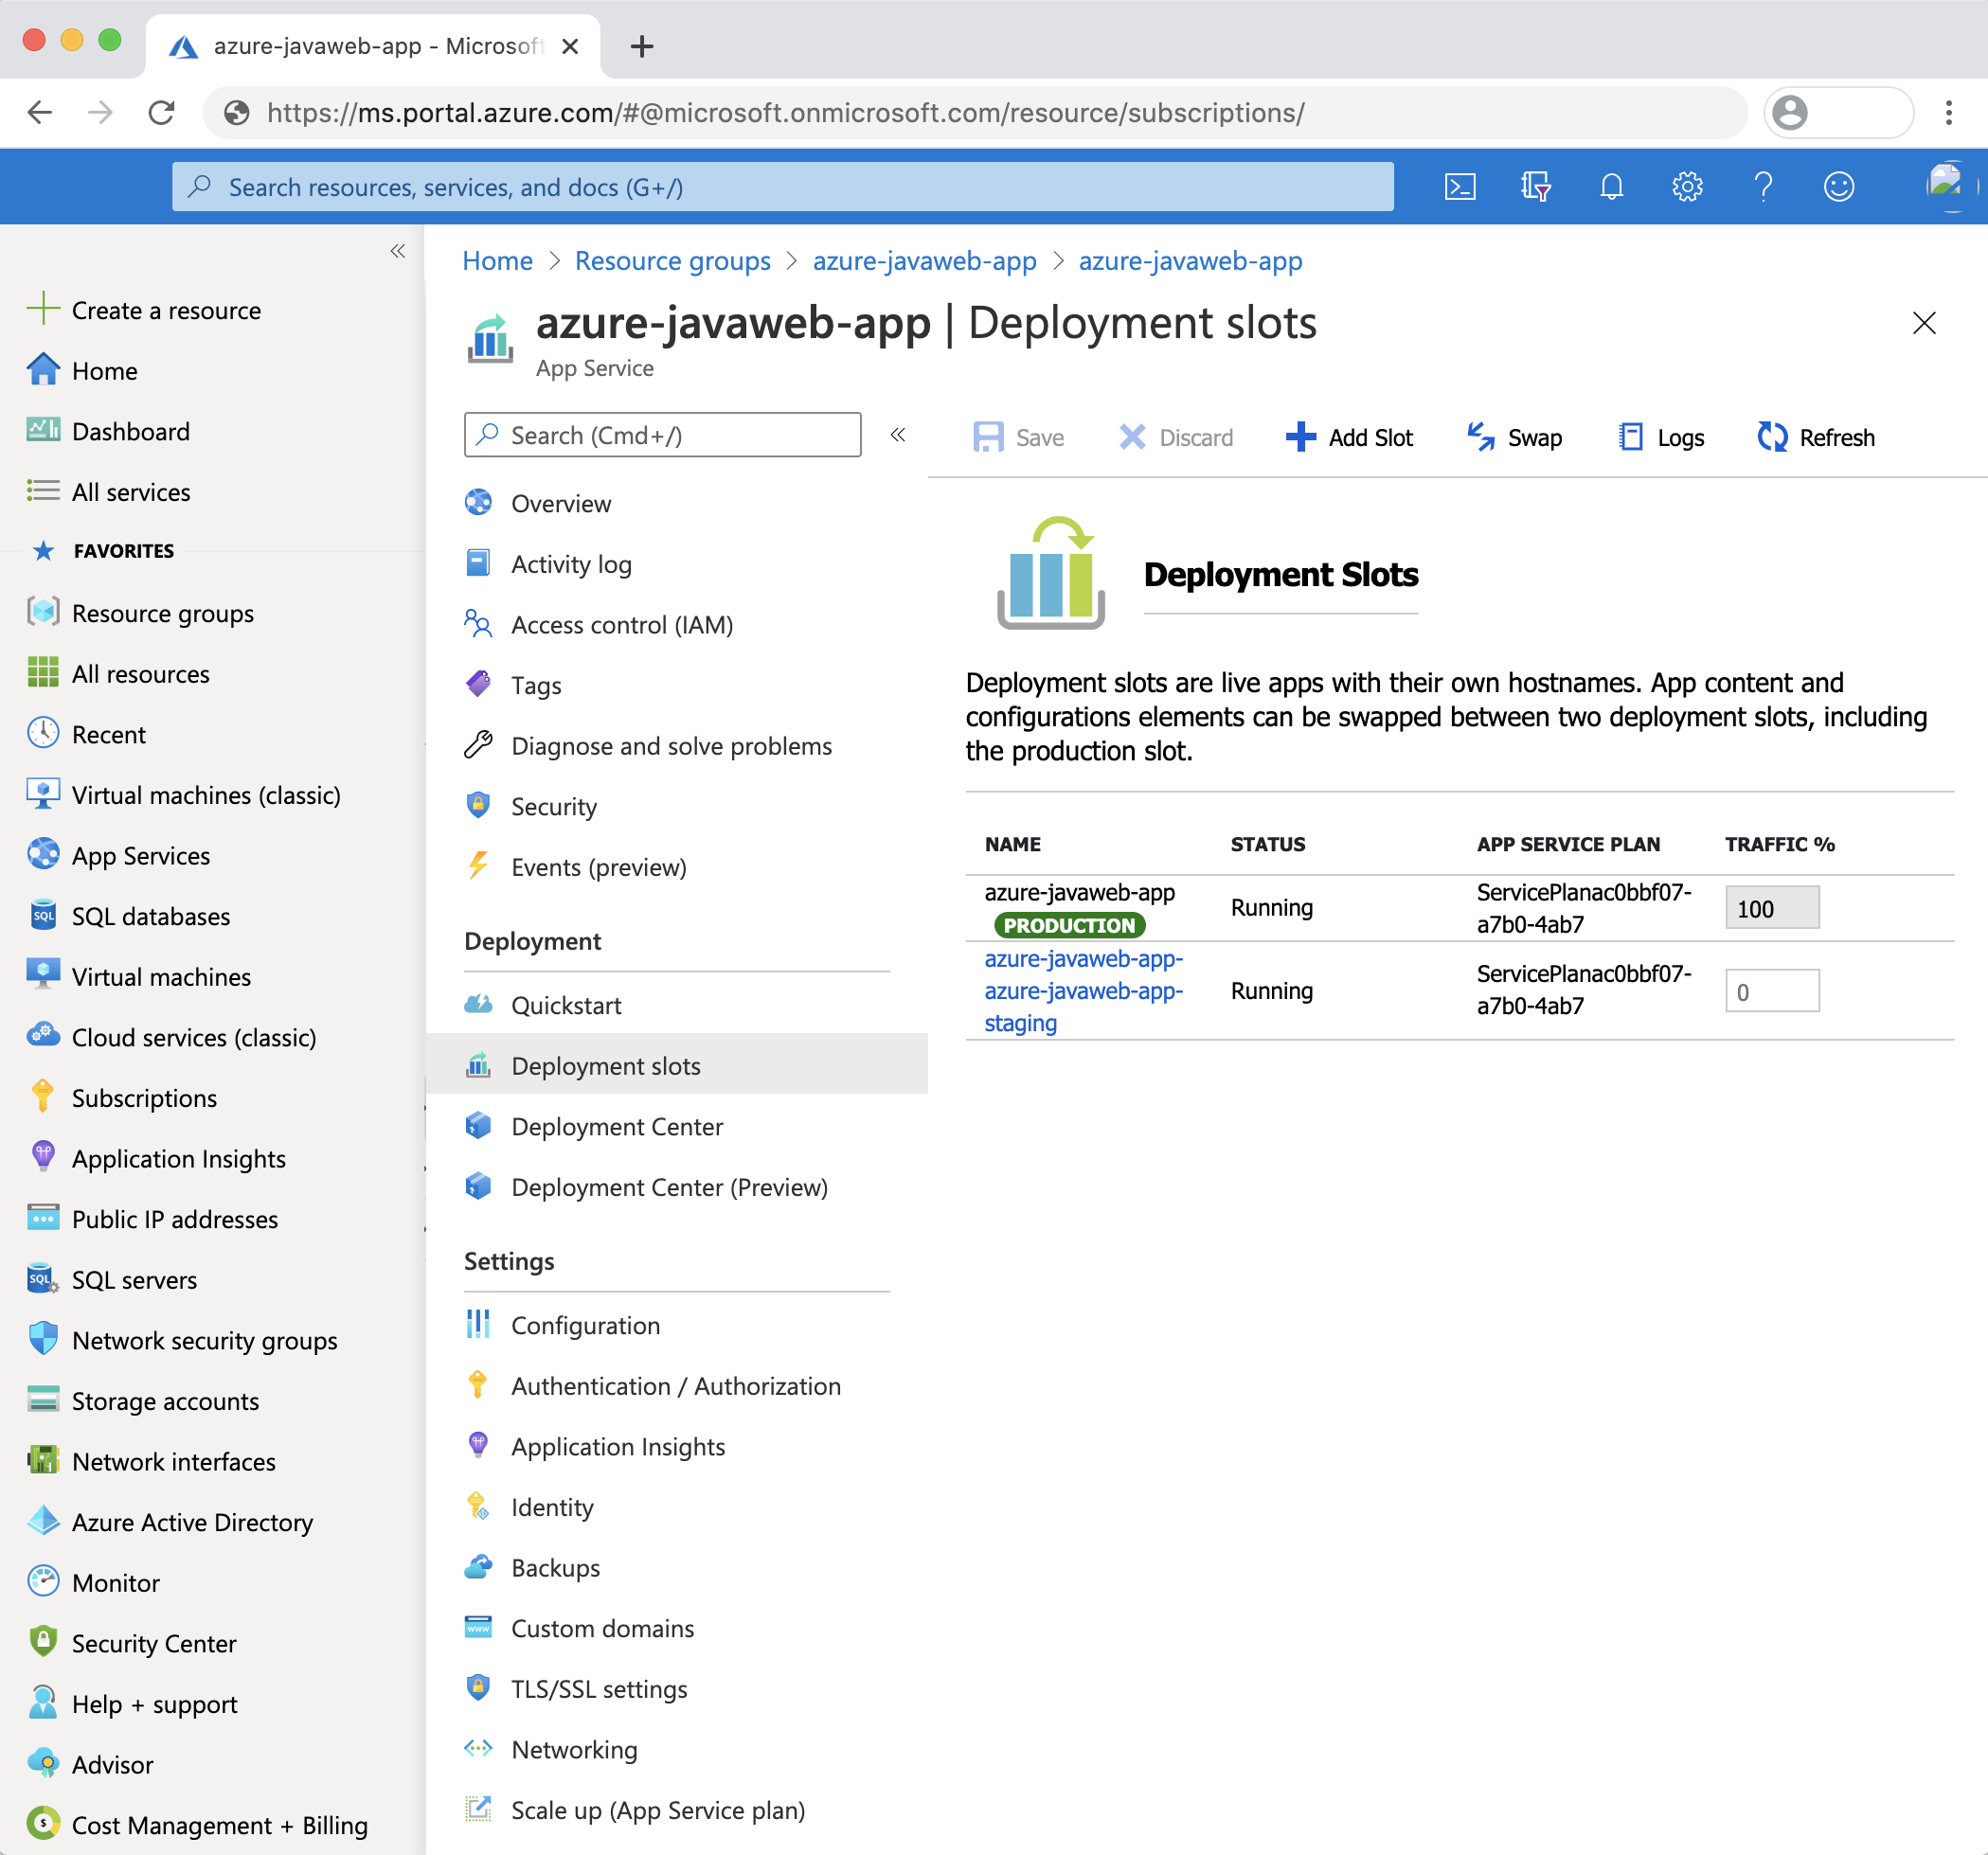 azure-javaweb-app - Microsoft
https://ms.portal.azure.com/#@microsoft.onmicrosoft.com/resource/subscriptions/
Search resources, services, and docs (G+/)
Create a resource
Home
Dashboard
All services
FAVORITES
Resource groups
All resources
Recent
Virtual machines (classic)
App Services
SQL databases
Virtual machines
Cloud services (classic)
Subscriptions
Application Insights
Public IP addresses
SQL servers
Network security groups
Storage accounts
Network interfaces
Azure Active Directory
Monitor
Security Center
Help + support
Advisor
Cost Management + Billing
Home > Resource groups > azure-javaweb-app > azure-javaweb-app
azure-javaweb-app | Deployment slots
App Service
Search (Cmd+/)
Overview
Activity log
Access control (IAM)
Tags
Diagnose and solve problems
Security
Events (preview)
Deployment
Quickstart
Deployment slots
Deployment Center
Deployment Center (Preview)
Settings
Configuration
Authentication / Authorization
Application Insights
Identity
Backups
Custom domains
TLS/SSL settings
Networking
Scale up (App Service plan)
Save Discard Add Slot Swap Logs Refresh
Deployment Slots
Deployment slots are live apps with their own hostnames. App content and
configurations elements can be swapped between two deployment slots, including
the production slot.
NAME STATUS APP SERVICE PLAN TRAFFIC %
azure-javaweb-app
PRODUCTION
Running
ServicePlanac0bbf07-
a7b0-4ab7
100
azure-javaweb-app-
azure-javaweb-app-
staging
Running
ServicePlanac0bbf07-
a7b0-4ab7
0